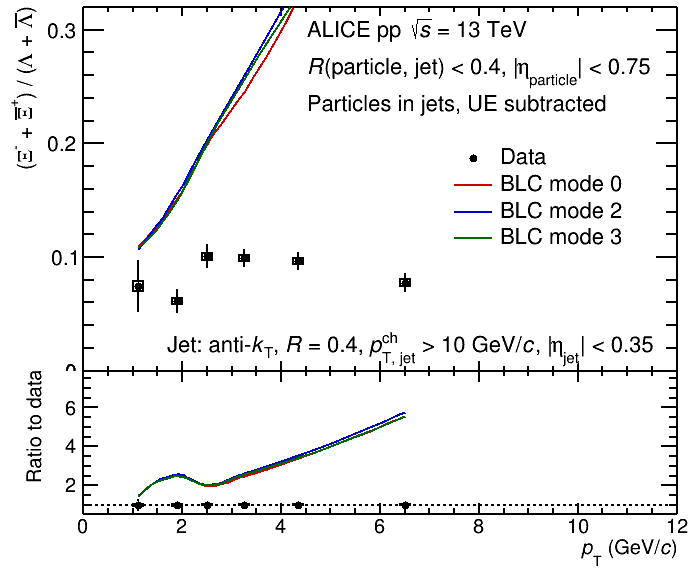 ALICE pp √s = 13 TeV
R(particle, jet) < 0.4, |η_particle| < 0.75
Particles in jets, UE subtracted
Data
BLC mode 0
BLC mode 2
BLC mode 3
Jet: anti-k_T, R = 0.4, p_T, jet^ch > 10 GeV/c, |η_jet| < 0.35
(Ξ⁻ + Ξ̅⁺) / (Λ + Λ̅)
0.3
0.2
0.1
0
Ratio to data
6
4
2
0 2 4 6 8 10 12
p_T (GeV/c)